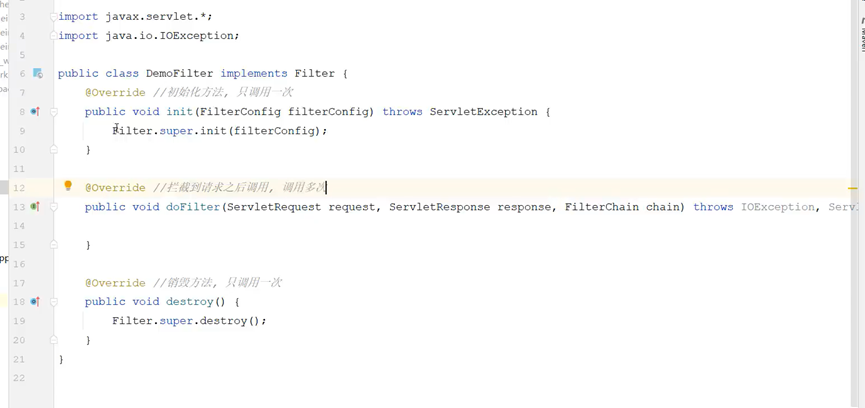 3 import javax.servlet.*;
4 import java.io.IOException;
5
6 public class DemoFilter implements Filter {
7 @Override //初始化方法, 只调用一次
8 public void init(FilterConfig filterConfig) throws ServletException {
9 Filter.super.init(filterConfig);
10 }
11
12 @Override //拦截到请求之后调用, 调用多次
13 public void doFilter(ServletRequest request, ServletResponse response, FilterChain chain) throws IOException, Serv
14
15 }
16
17 @Override //销毁方法, 只调用一次
18 public void destroy() {
19 Filter.super.destroy();
20 }
21 }
22